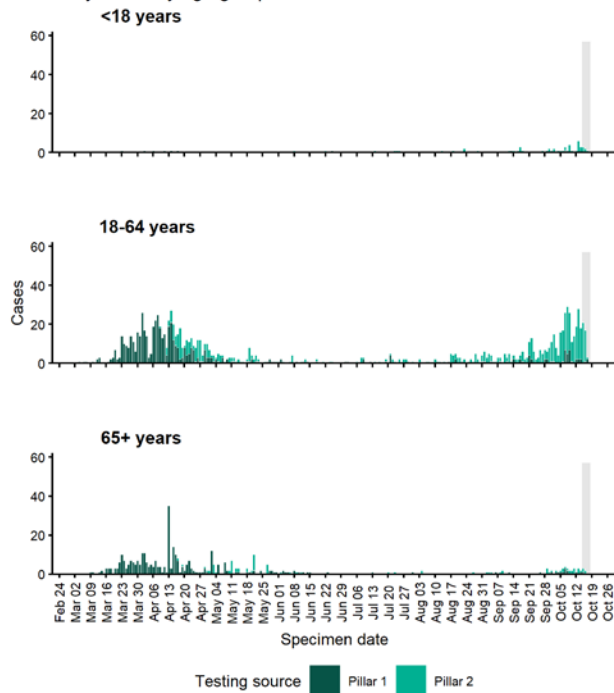 <18 years
60
40
20
0
18-64 years
60
40
20
0
Cases
65+ years
60
40
20
0
Feb 24
Mar 02
Mar 09
Mar 16
Mar 23
Mar 30
Apr 06
Apr 13
Apr 20
Apr 27
May 04
May 11
May 18
May 25
Jun 01
Jun 08
Jun 15
Jun 22
Jun 29
Jul 06
Jul 13
Jul 20
Jul 27
Aug 03
Aug 10
Aug 17
Aug 24
Aug 31
Sep 07
Sep 14
Sep 21
Sep 28
Oct 05
Oct 12
Oct 19
Oct 26
Specimen date
Testing source Pillar 1 Pillar 2